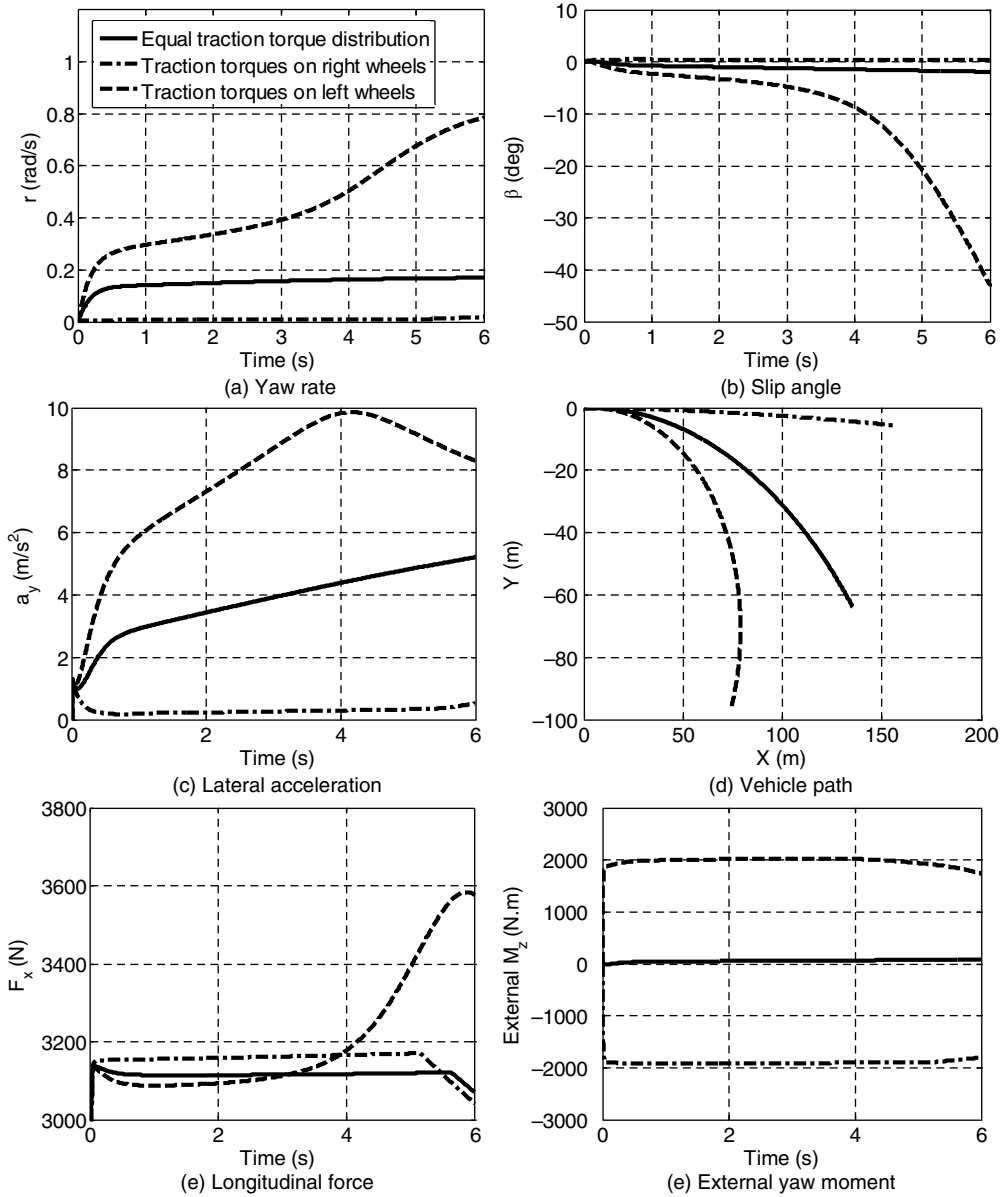 1
0.8
0.6
0.4
0.2
0
r (rad/s)
Equal traction torque distribution
Traction torques on right wheels
Traction torques on left wheels
0 1 2 3 4 5 6
Time (s)
(a) Yaw rate
10
0
−10
−20
−30
−40
−50
β (deg)
0 1 2 3 4 5 6
Time (s)
(b) Slip angle
10
8
6
4
2
0
a_y (m/s²)
2 4 6
Time (s)
(c) Lateral acceleration
0
−20
−40
−60
−80
−100
Y (m)
0 50 100 150 200
X (m)
(d) Vehicle path
3800
3600
3400
3200
3000
F_x (N)
0 2 4 6
Time (s)
(e) Longitudinal force
3000
2000
1000
0
−1000
−2000
−3000
External M_z (N.m)
0 2 4 6
Time (s)
(e) External yaw moment